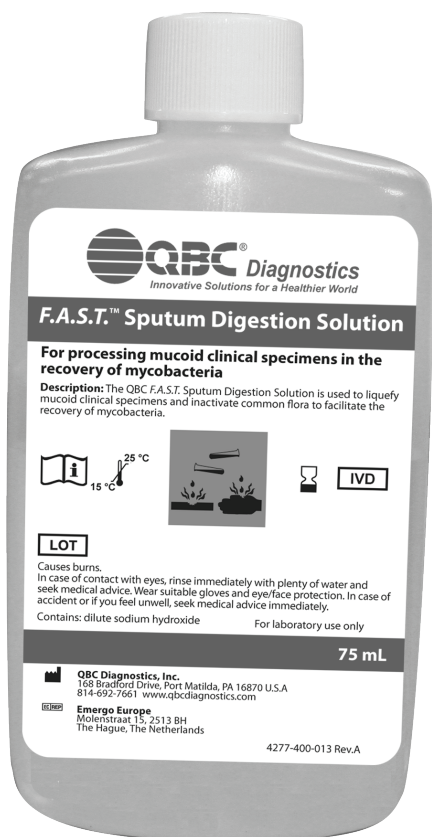 QBC® Diagnostics
Innovative Solutions for a Healthier World
F.A.S.T.™ Sputum Digestion Solution
For processing mucoid clinical specimens in the
recovery of mycobacteria
Description: The QBC F.A.S.T. Sputum Digestion Solution is used to liquefy
mucoid clinical specimens and inactivate common flora to facilitate the
recovery of mycobacteria.
i
25 °C
15 °C
IVD
LOT
Causes burns.
In case of contact with eyes, rinse immediately with plenty of water and
seek medical advice. Wear suitable gloves and eye/face protection. In case of
accident or if you feel unwell, seek medical advice immediately.
Contains: dilute sodium hydroxide For laboratory use only
75 mL
QBC Diagnostics, Inc.
168 Bradford Drive, Port Matilda, PA 16870 U.S.A
814-692-7661 www.qbcdiagnostics.com
EC REP
Emergo Europe
Molenstraat 15, 2513 BH
The Hague, The Netherlands
4277-400-013 Rev.A